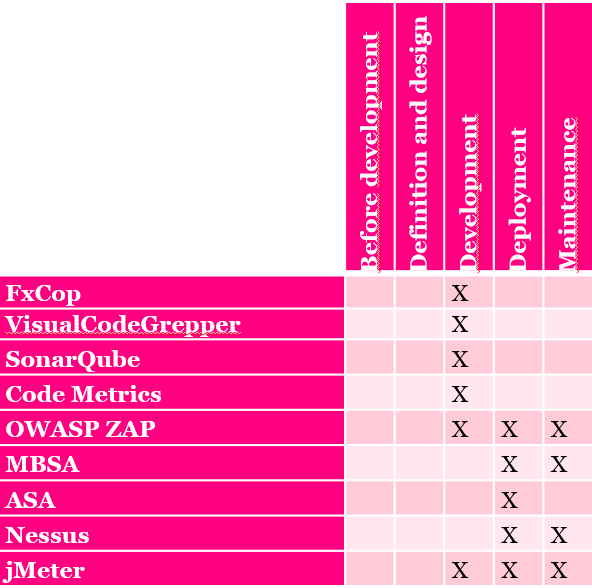 Before development
Definition and design
Development
Deployment
Maintenance
FxCop X
VisualCodeGrepper X
SonarQube X
Code Metrics X
OWASP ZAP X X X
MBSA X X
ASA X
Nessus X X
jMeter X X X